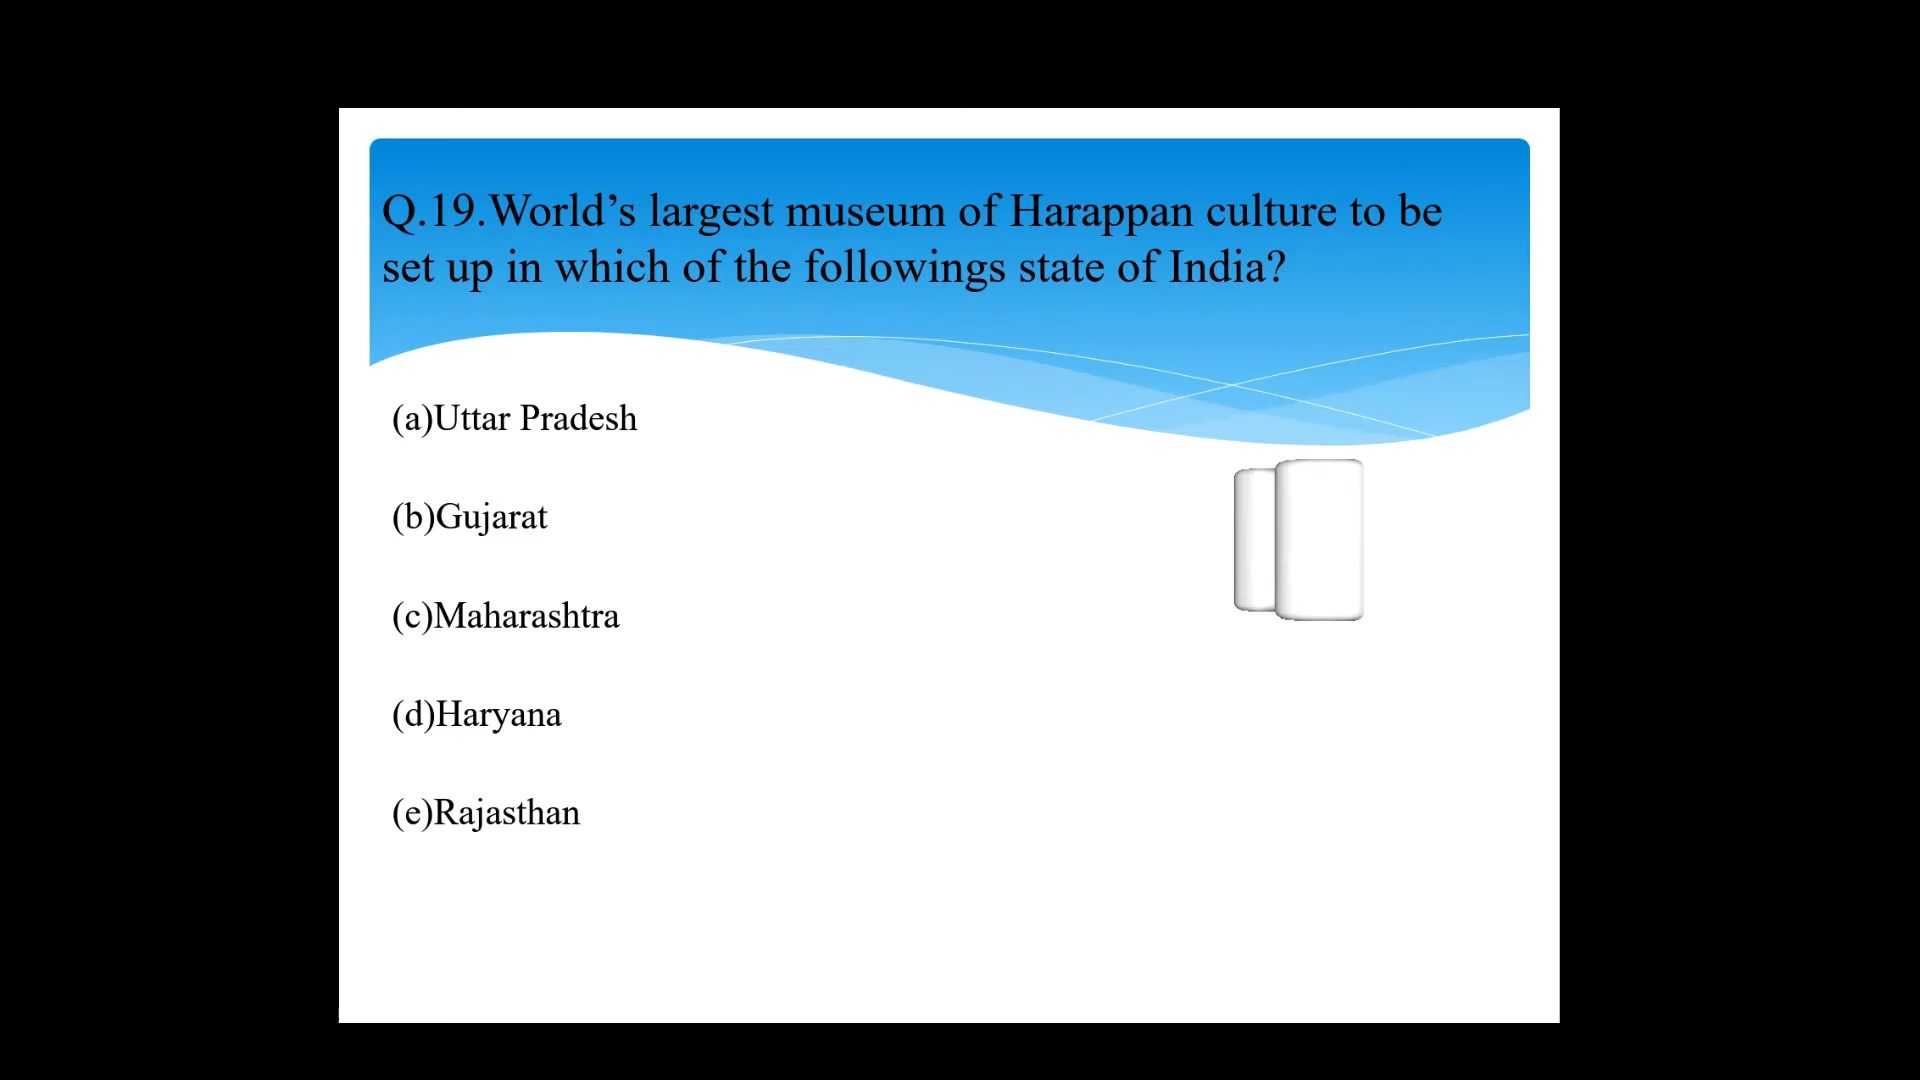 Q.19.World’s largest museum of Harappan culture to be
set up in which of the followings state of India?
(a)Uttar Pradesh
(b)Gujarat
(c)Maharashtra
(d)Haryana
(e)Rajasthan